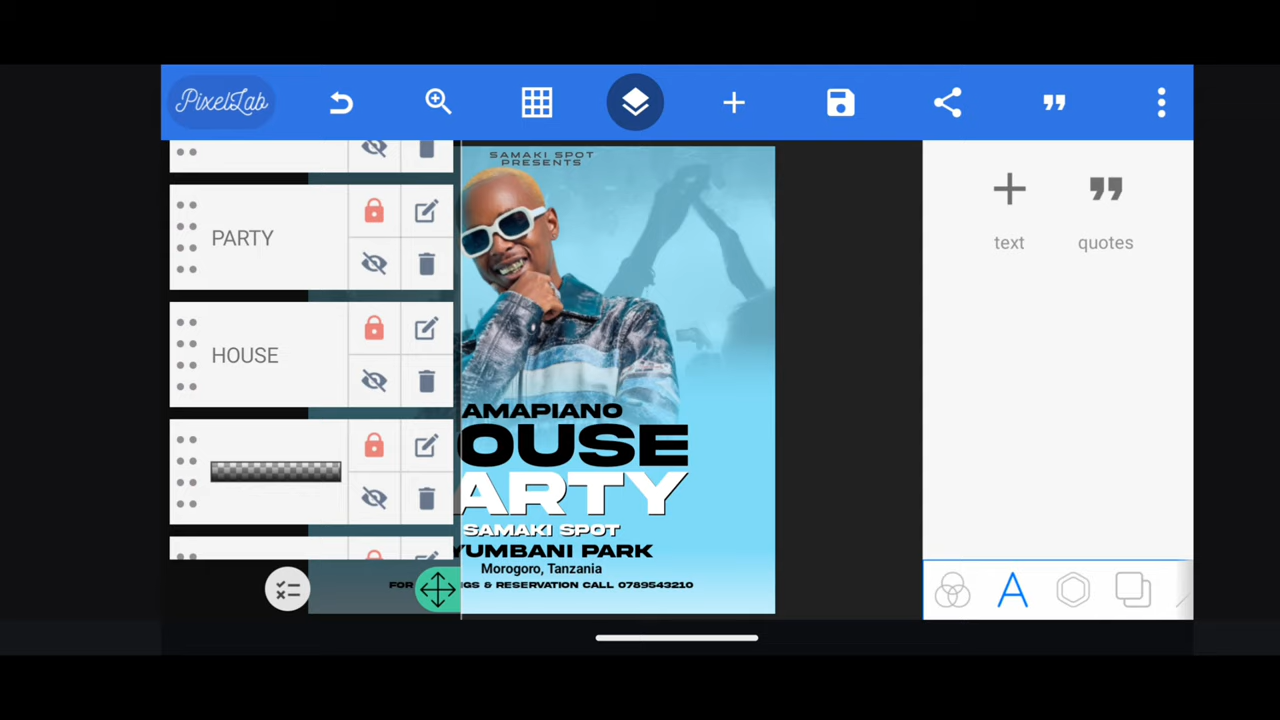 PixelLab
SAMAKI SPOT
PRESENTS
PARTY
HOUSE
AMAPIANO
OUSE
ARTY
SAMAKI SPOT
YUMBANI PARK
Morogoro, Tanzania
FOR GS & RESERVATION CALL 0789543210
text
quotes